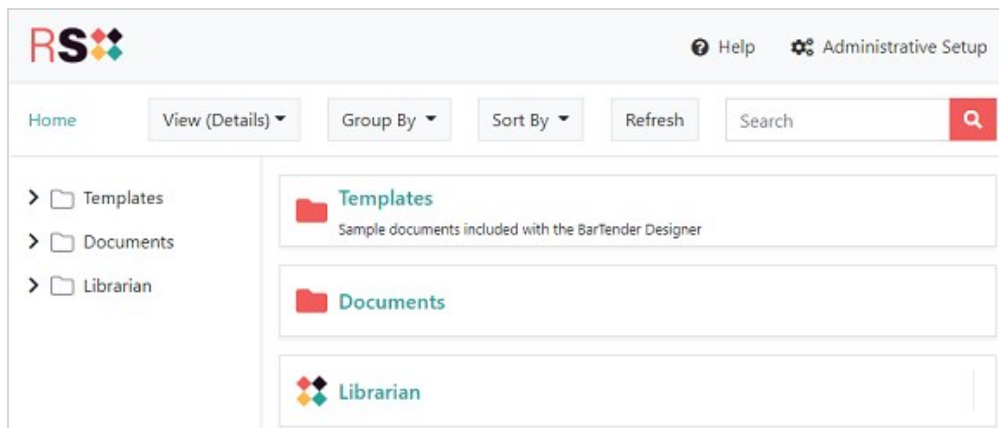 RS
Help
Administrative Setup
Home
View (Details)
Group By
Sort By
Refresh
Search
Templates
Documents
Librarian
Templates
Sample documents included with the BarTender Designer
Documents
Librarian